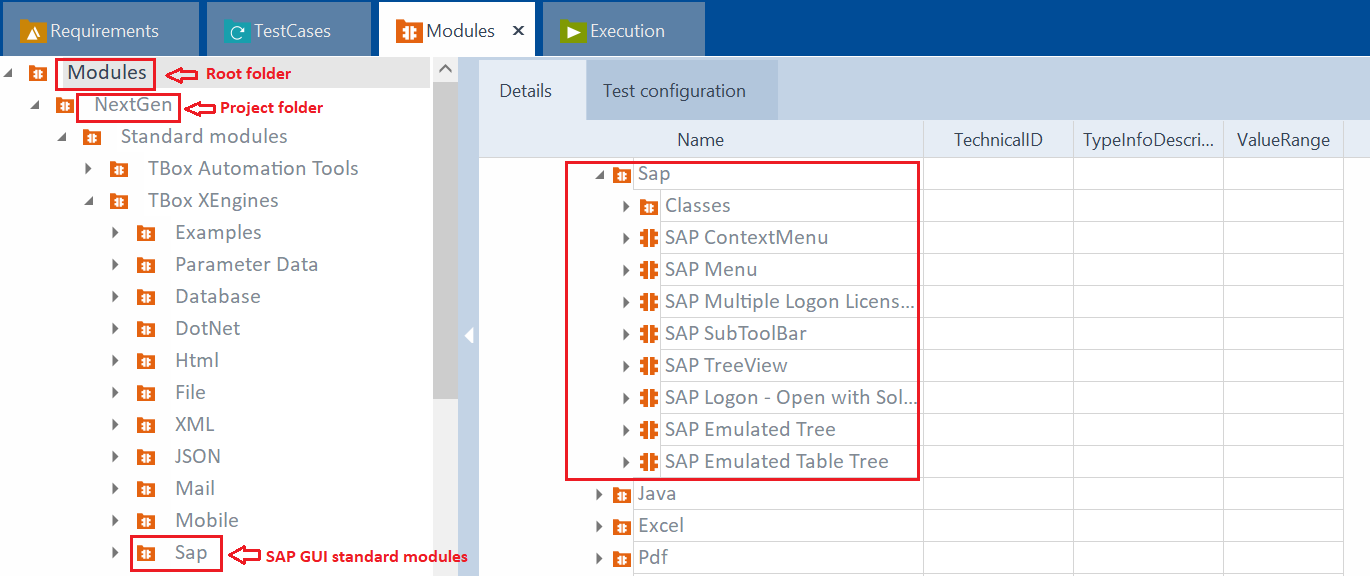 Requirements
TestCases
Modules
Execution
Modules
Root folder
NextGen
Project folder
Standard modules
TBox Automation Tools
TBox XEngines
Examples
Parameter Data
Database
DotNet
Html
File
XML
JSON
Mail
Mobile
Sap
SAP GUI standard modules
Details
Test configuration
Name
TechnicalID
TypeInfoDescri...
ValueRange
Sap
Classes
SAP ContextMenu
SAP Menu
SAP Multiple Logon Licens...
SAP SubToolBar
SAP TreeView
SAP Logon - Open with Sol...
SAP Emulated Tree
SAP Emulated Table Tree
Java
Excel
Pdf